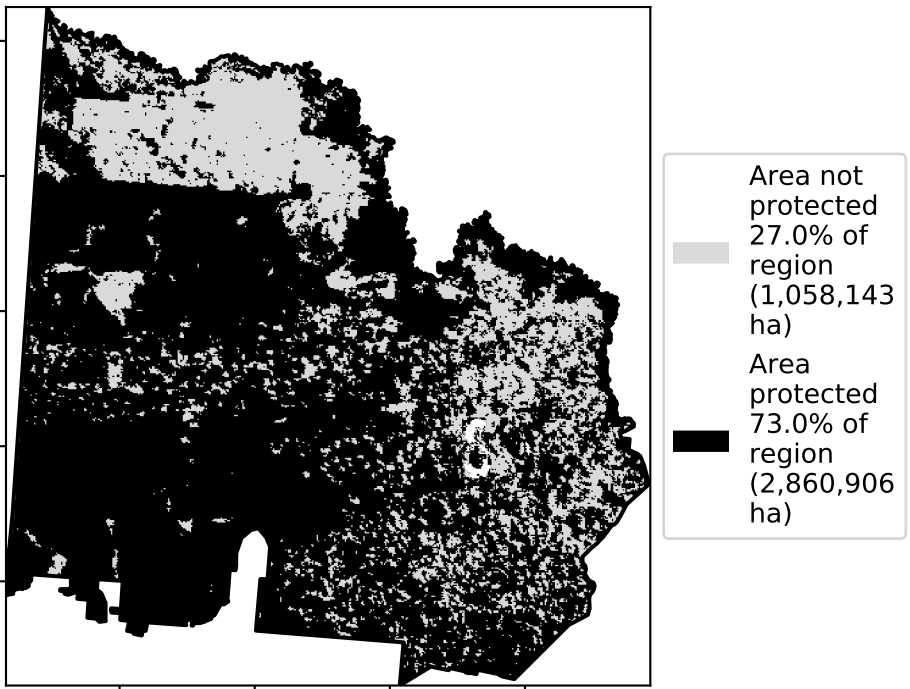 Area not
protected
27.0% of
region
(1,058,143
ha)
Area
protected
73.0% of
region
(2,860,906
ha)